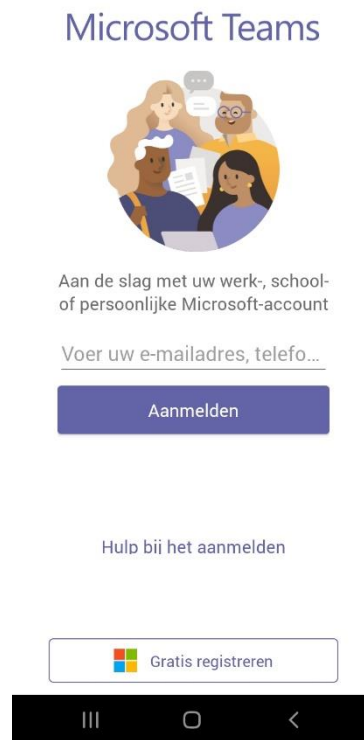 Microsoft Teams
Aan de slag met uw werk-, school-
of persoonlijke Microsoft-account
Voer uw e-mailadres, telefo...
Aanmelden
Hulp bij het aanmelden
Gratis registreren